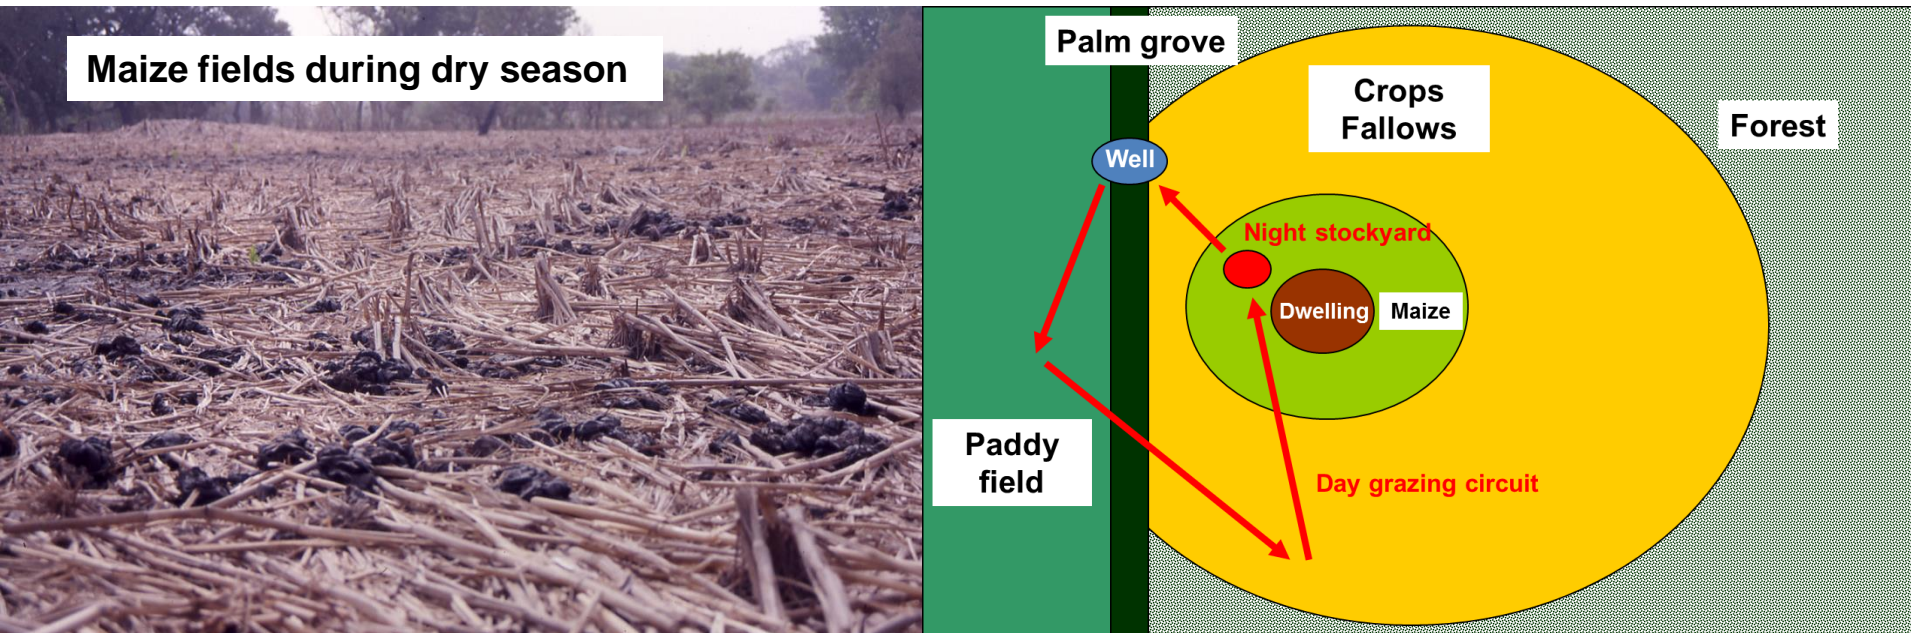 Maize fields during dry season
Palm grove
Crops
Fallows
Forest
Well
Night stockyard
Dwelling
Maize
Paddy
field
Day grazing circuit